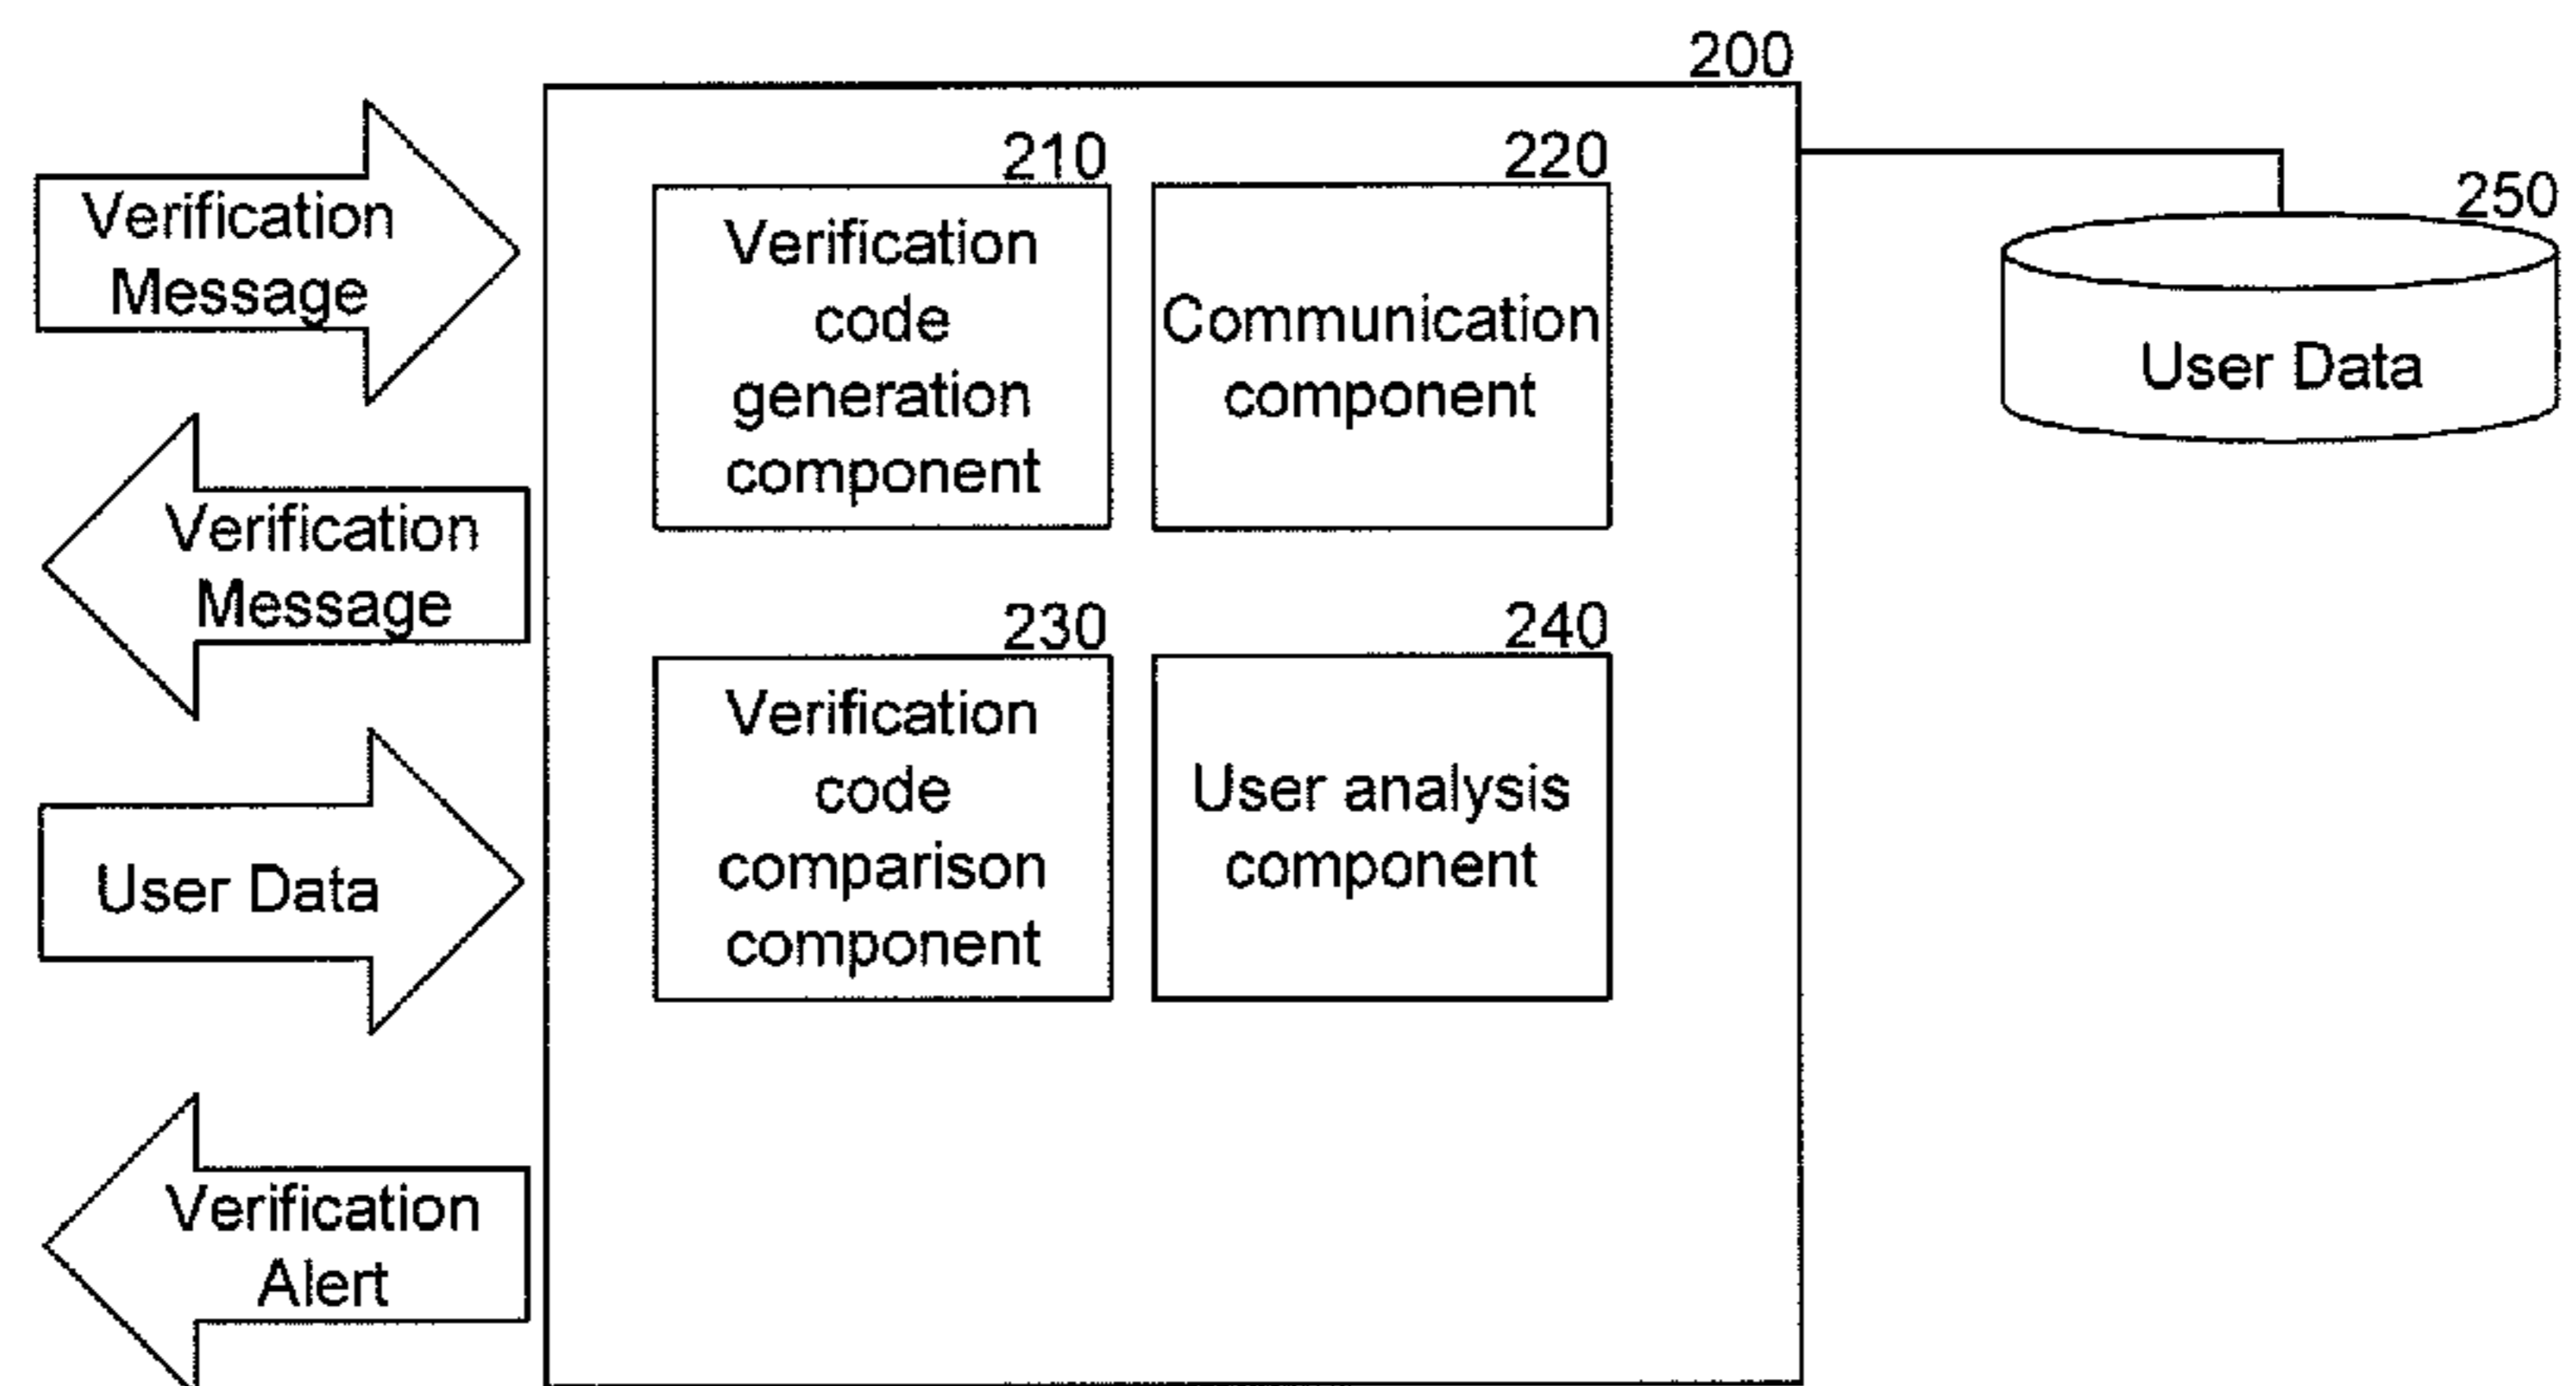 200
210
220
250
Verification
Message
Verification
code
generation
component
Communication
component
User Data
Verification
Message
230
240
Verification
code
comparison
component
User analysis
component
User Data
Verification
Alert